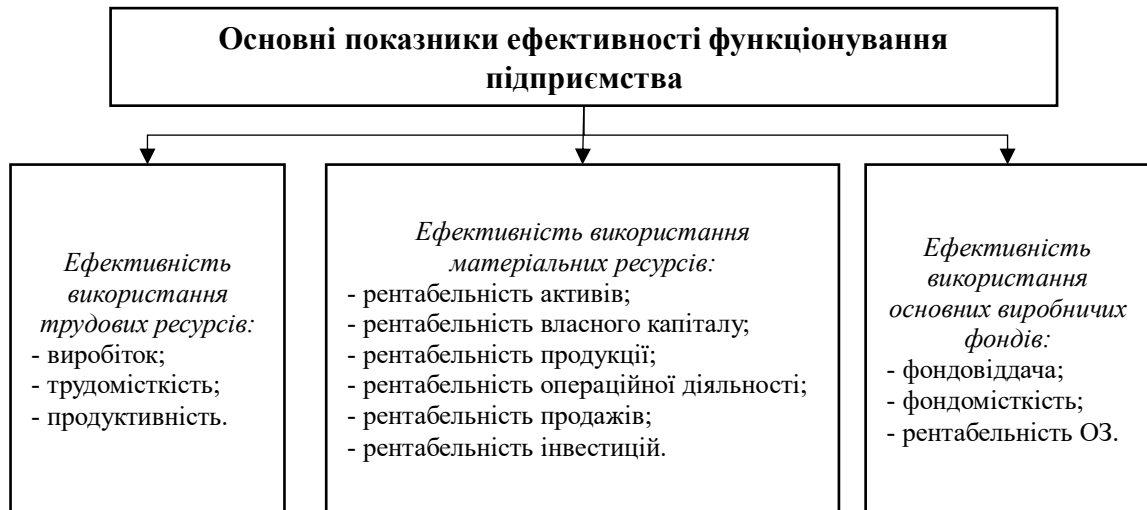 Основні показники ефективності функціонування
підприємства
Ефективність
використання
трудових ресурсів:
- виробіток;
- трудомісткість;
- продуктивність.
Ефективність використання
матеріальних ресурсів:
- рентабельність активів;
- рентабельність власного капіталу;
- рентабельність продукції;
- рентабельність операційної діяльності;
- рентабельність продажів;
- рентабельність інвестицій.
Ефективність
використання
основних виробничих
фондів:
- фондовіддача;
- фондомісткість;
- рентабельність ОЗ.